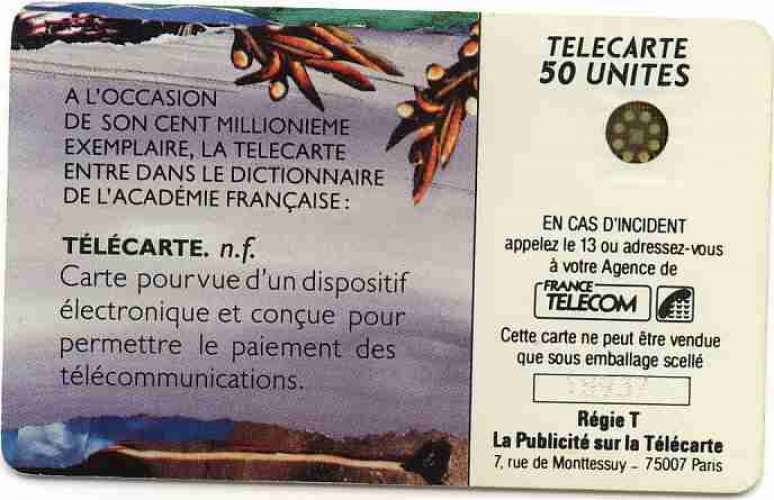 A L'OCCASION
DE SON CENT MILLIONIEME
EXEMPLAIRE, LA TELECARTE
ENTRE DANS LE DICTIONNAIRE
DE L'ACADÉMIE FRANÇAISE :
TÉLÉCARTE. n.f.
Carte pourvue d'un dispositif
électronique et conçue pour
permettre le paiement des
télécommunications.
TELECARTE
50 UNITES
EN CAS D'INCIDENT
appelez le 13 ou adressez-vous
à votre Agence de
FRANCE
TELECOM
Cette carte ne peut être vendue
que sous emballage scellé
Régie T
La Publicité sur la Télécarte
7, rue de Monttessuy - 75007 Paris